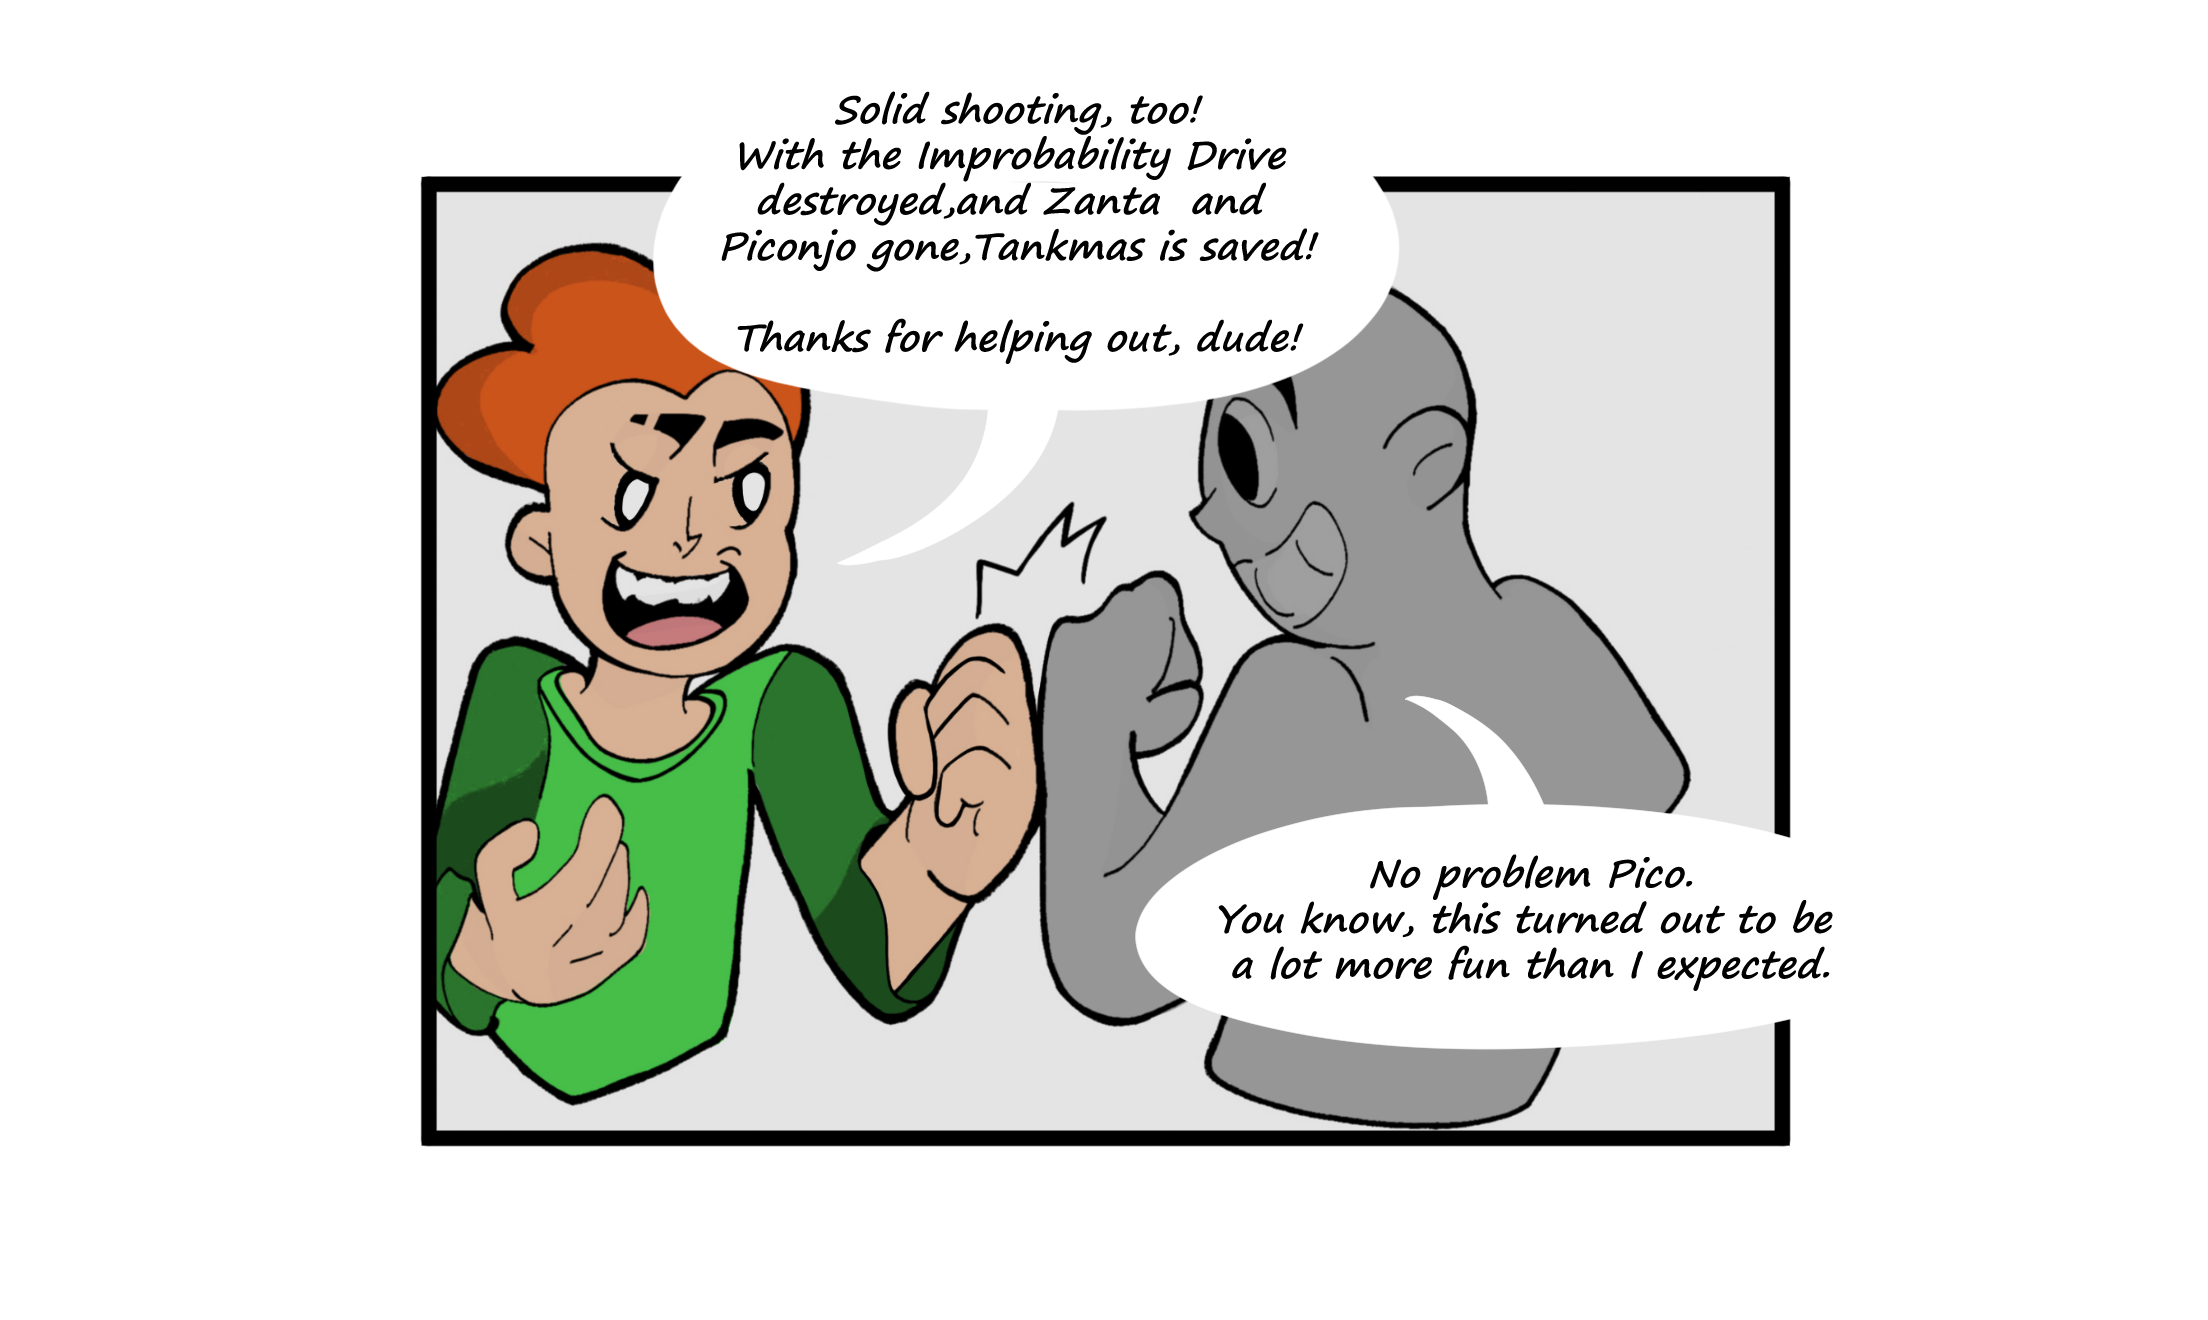 Solid shooting, too!
With the Improbability Drive
destroyed,and Zanta and
Piconjo gone,Tankmas is saved!
Thanks for helping out, dude!
No problem Pico.
You know, this turned out to be
a lot more fun than I expected.